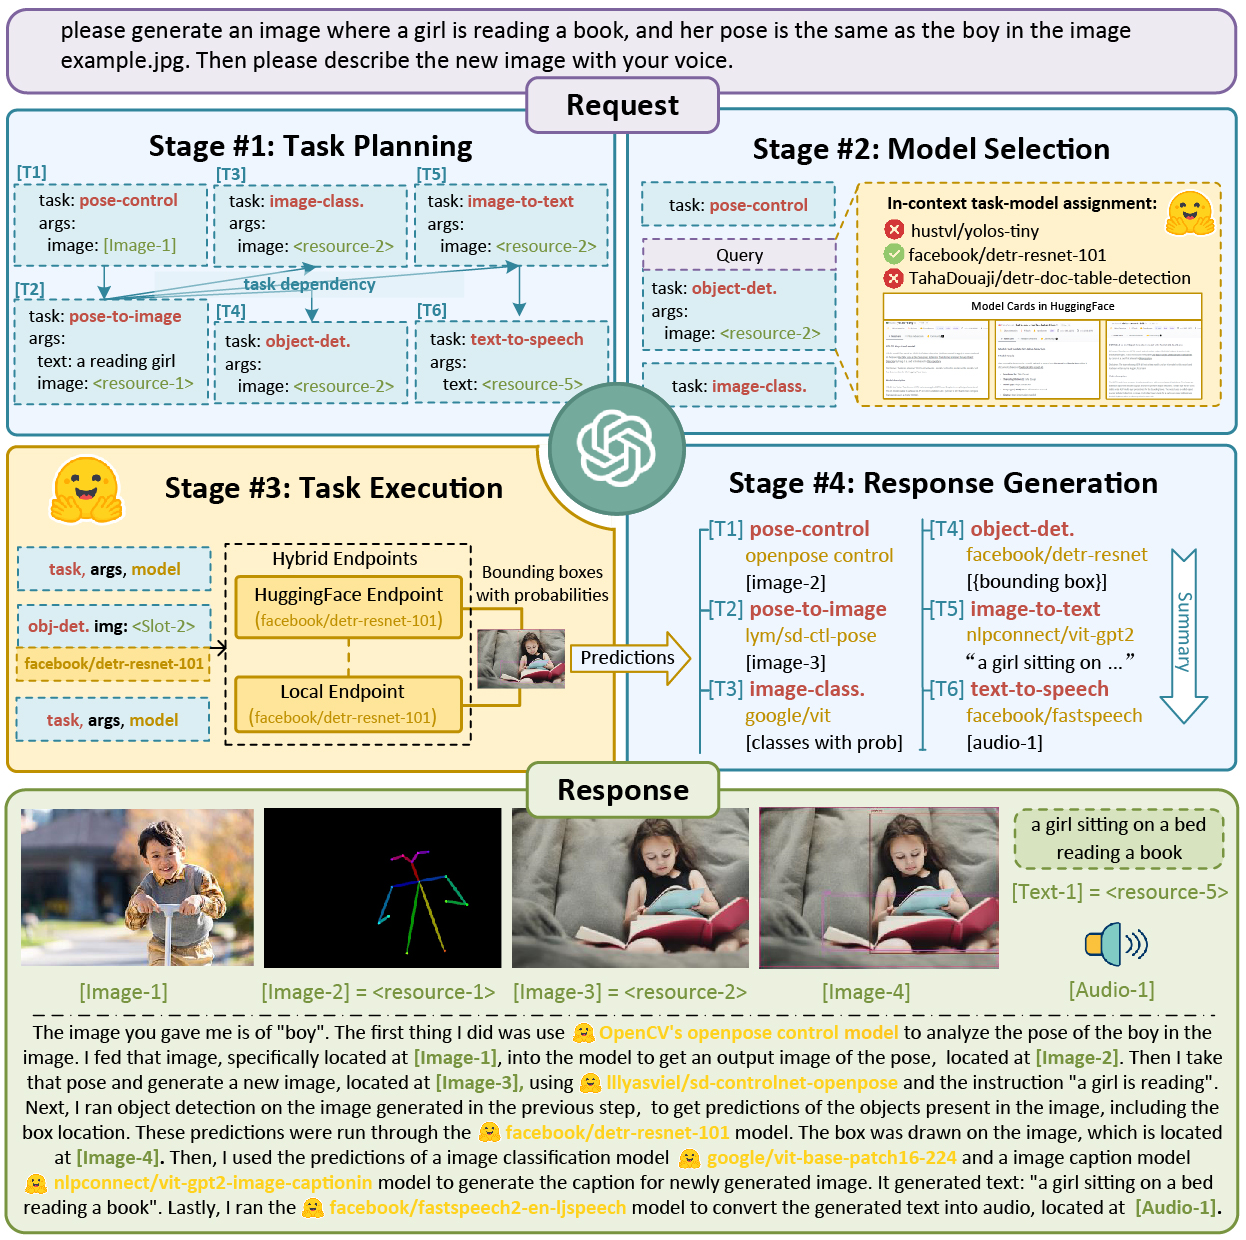 please generate an image where a girl is reading a book, and her pose is the same as the boy in the image
example.jpg. Then please describe the new image with your voice.
Request
Stage #1: Task Planning
[T1]
task: pose-control
args:
image: [Image-1]
[T3]
task: image-class.
args:
image: <resource-2>
[T5]
task: image-to-text
args:
image: <resource-2>
task dependency
[T2]
task: pose-to-image
args:
text: a reading girl
image: <resource-1>
[T4]
task: object-det.
args:
image: <resource-2>
[T6]
task: text-to-speech
args:
text: <resource-5>
Stage #2: Model Selection
task: pose-control
Query
task: object-det.
args:
image: <resource-2>
task: image-class.
In-context task-model assignment:
hustvl/yolos-tiny
facebook/detr-resnet-101
TahaDouaji/detr-doc-table-detection
Model Cards in HuggingFace
Stage #3: Task Execution
task, args, model
obj-det. img: <Slot-2>
facebook/detr-resnet-101
task, args, model
Hybrid Endpoints
HuggingFace Endpoint
(facebook/detr-resnet-101)
Local Endpoint
(facebook/detr-resnet-101)
Bounding boxes
with probabilities
Predictions
Stage #4: Response Generation
[T1] pose-control
openpose control
[image-2]
[T2] pose-to-image
lym/sd-ctl-pose
[image-3]
[T3] image-class.
google/vit
[classes with prob]
[T4] object-det.
facebook/detr-resnet
[{bounding box}]
[T5] image-to-text
nlpconnect/vit-gpt2
“a girl sitting on ...”
[T6] text-to-speech
facebook/fastspeech
[audio-1]
Summary
Response
a girl sitting on a bed
reading a book
[Text-1] = <resource-5>
[Image-1]
[Image-2] = <resource-1>
[Image-3] = <resource-2>
[Image-4]
[Audio-1]
The image you gave me is of "boy". The first thing I did was use OpenCV's openpose control model to analyze the pose of the boy in the
image. I fed that image, specifically located at [Image-1], into the model to get an output image of the pose, located at [Image-2]. Then I take
that pose and generate a new image, located at [Image-3], using lllyasviel/sd-controlnet-openpose and the instruction "a girl is reading".
Next, I ran object detection on the image generated in the previous step, to get predictions of the objects present in the image, including the
box location. These predictions were run through the facebook/detr-resnet-101 model. The box was drawn on the image, which is located
at [Image-4]. Then, I used the predictions of a image classification model google/vit-base-patch16-224 and a image caption model
nlpconnect/vit-gpt2-image-captionin model to generate the caption for newly generated image. It generated text: "a girl sitting on a bed
reading a book". Lastly, I ran the facebook/fastspeech2-en-ljspeech model to convert the generated text into audio, located at [Audio-1].